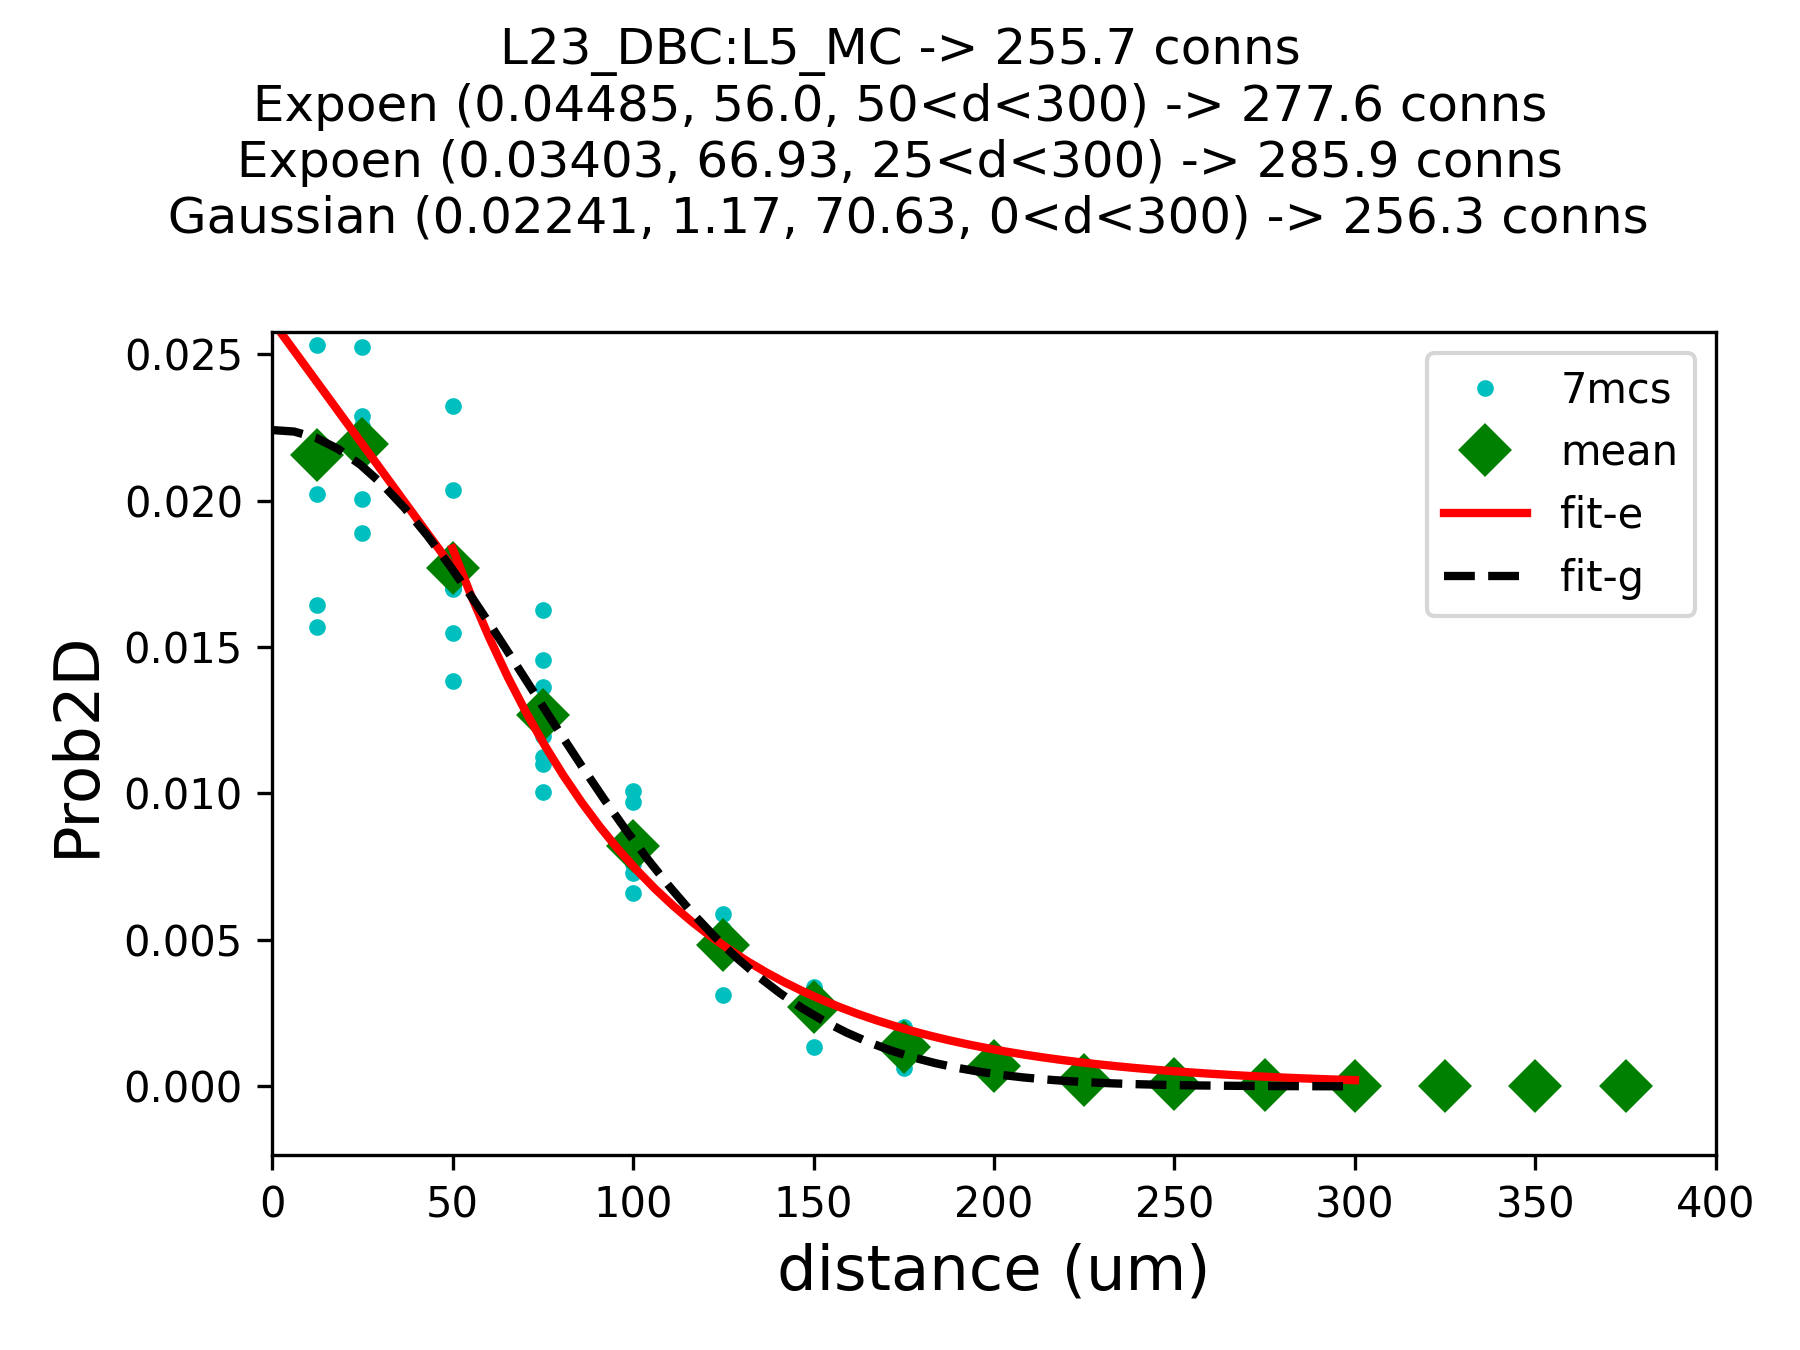 L23_DBC:L5_MC -> 255.7 conns
Expoen (0.04485, 56.0, 50<d<300) -> 277.6 conns
Expoen (0.03403, 66.93, 25<d<300) -> 285.9 conns
Gaussian (0.02241, 1.17, 70.63, 0<d<300) -> 256.3 conns
7mcs
mean
fit-e
fit-g
Prob2D
0.025
0.020
0.015
0.010
0.005
0.000
0 50 100 150 200 250 300 350 400
distance (um)